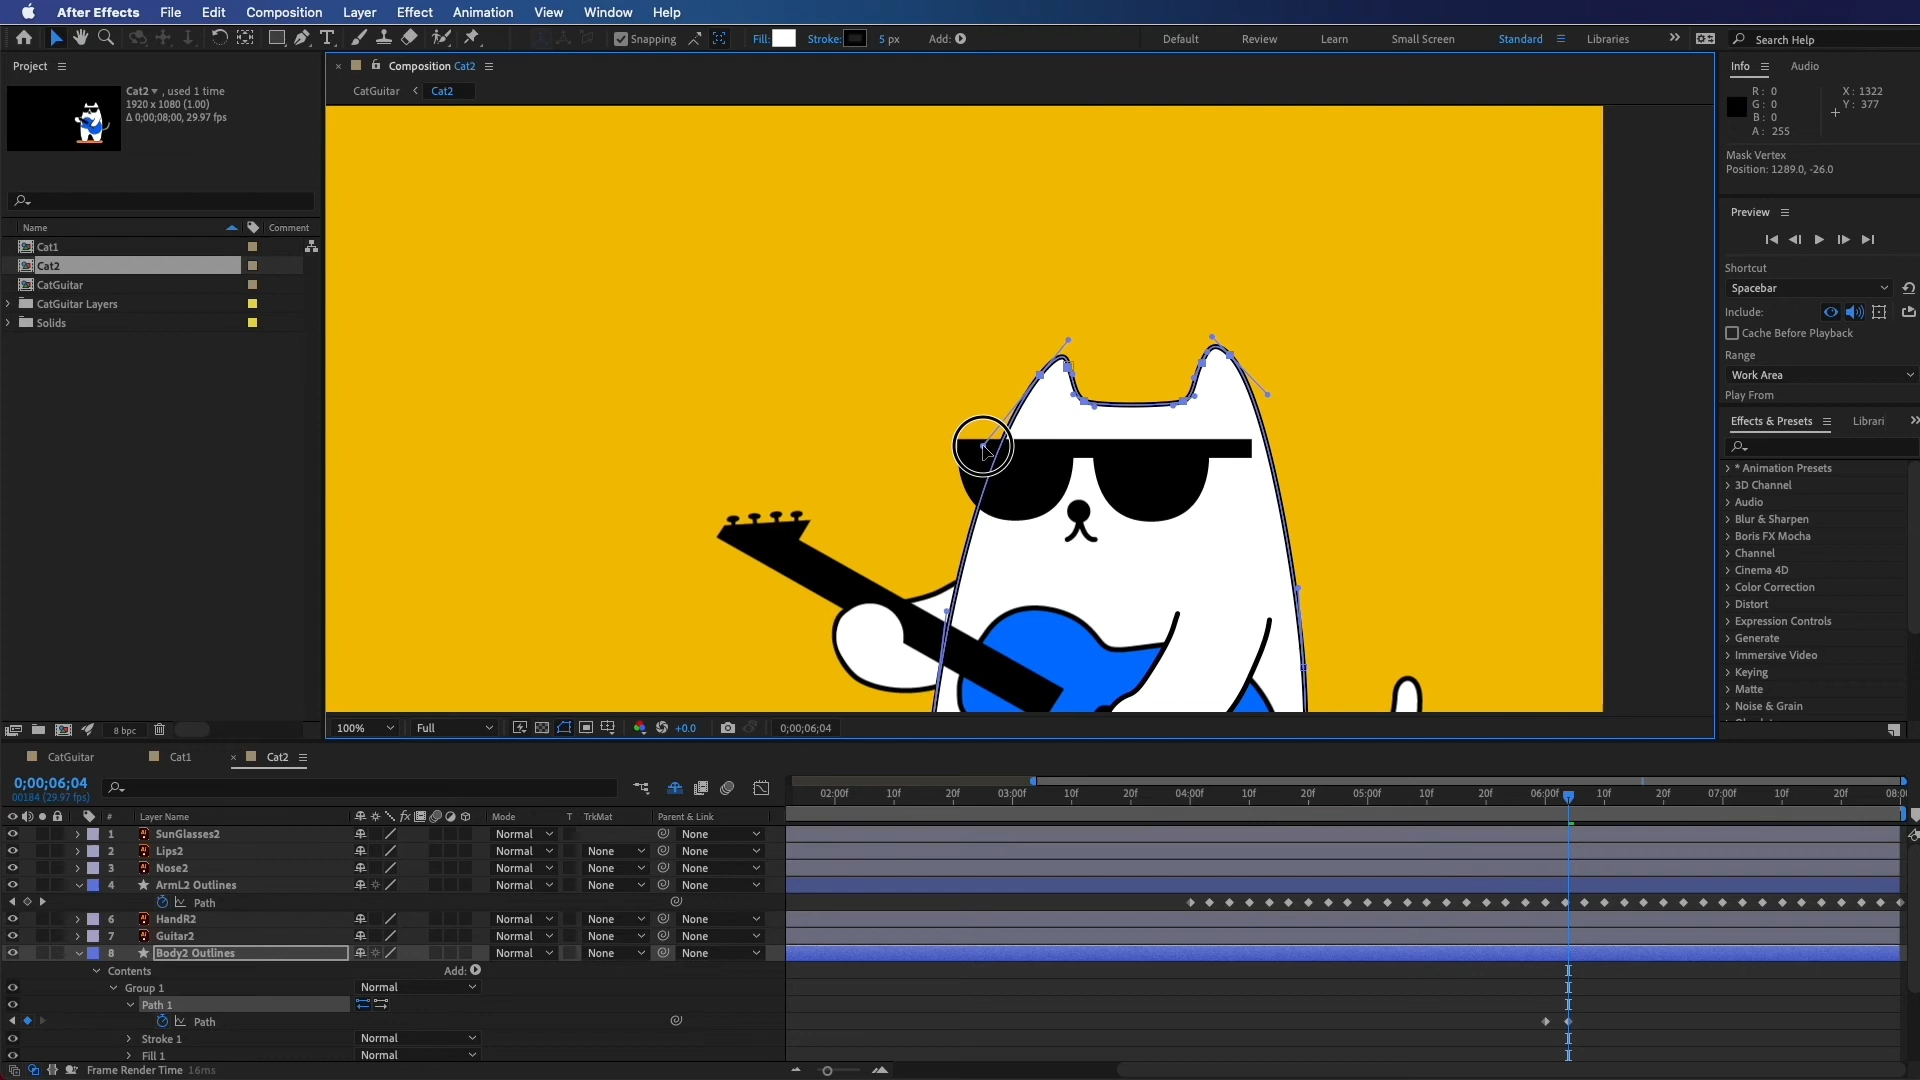 After Effects File Edit Composition Layer Effect Animation View Window Help
Snapping Fill: Stroke: 5 px Add: Default Review Learn Small Screen Standard Libraries Search Help
Project
Cat2 , used 1 time
1920 x 1080 (1.00)
Δ 0;00;08;00, 29.97 fps
Name Comment
Cat1
Cat2
CatGuitar
CatGuitar Layers
Solids
8 bpc
Composition Cat2
CatGuitar Cat2
100% Full +0.0 0;00;06;04
Info Audio
R: 0 X: 1322
G: 0 Y: 377
B: 0
A: 255
Mask Vertex
Position: 1289.0, -26.0
Preview
Shortcut
Spacebar
Include:
Cache Before Playback
Range
Work Area
Play From
Effects & Presets Librari
* Animation Presets
3D Channel
Audio
Blur & Sharpen
Boris FX Mocha
Channel
Cinema 4D
Color Correction
Distort
Expression Controls
Generate
Immersive Video
Keying
Matte
Noise & Grain
CatGuitar Cat1 Cat2
0;00;06;04
00184 (29.97 fps)
02:00f 10f 20f 03:00f 10f 20f 04:00f 10f 20f 05:00f 10f 20f 06:00f 10f 20f 07:00f 10f 20f 08:00
# Layer Name fx Mode T TrkMat Parent & Link
1 SunGlasses2 Normal None
2 Lips2 Normal None None
3 Nose2 Normal None None
4 ArmL2 Outlines Normal None None
Path
6 HandR2 Normal None None
7 Guitar2 Normal None None
8 Body2 Outlines Normal None None
Contents Add:
Group 1 Normal
Path 1
Path
Stroke 1 Normal
Fill 1 Normal
Frame Render Time 16ms